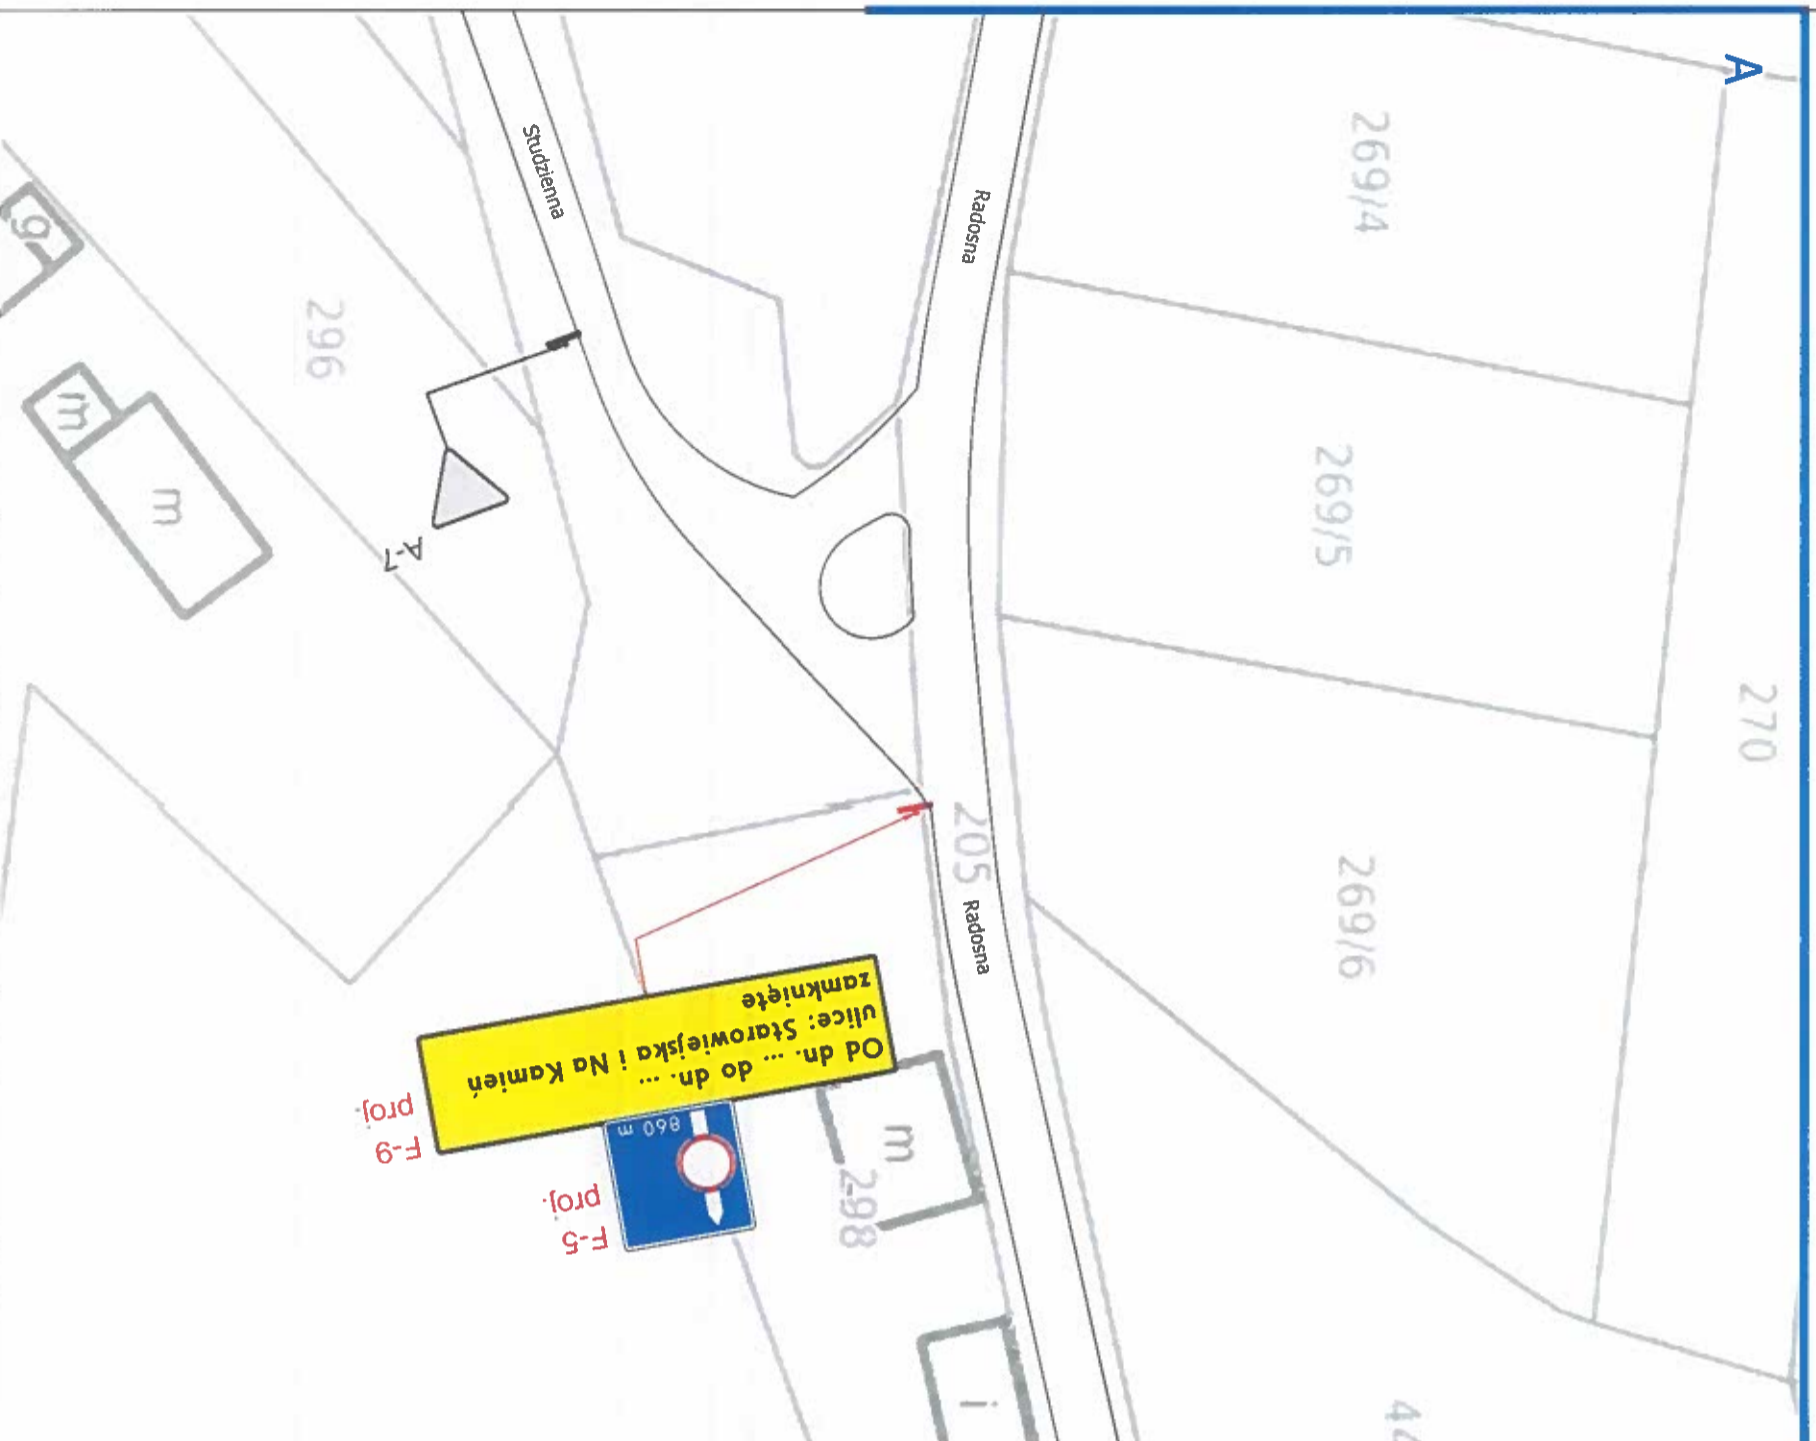 A
269/4
Studzienna
Radosna
g
296
m
m
269/5
A-7
270
205
Radosna
269/6
Od dn. ... do dn. ...
ulice: Starowiejska i Na Kamień
zamknięte
F-9
proj.
860 m
F-5
proj.
m
298
i